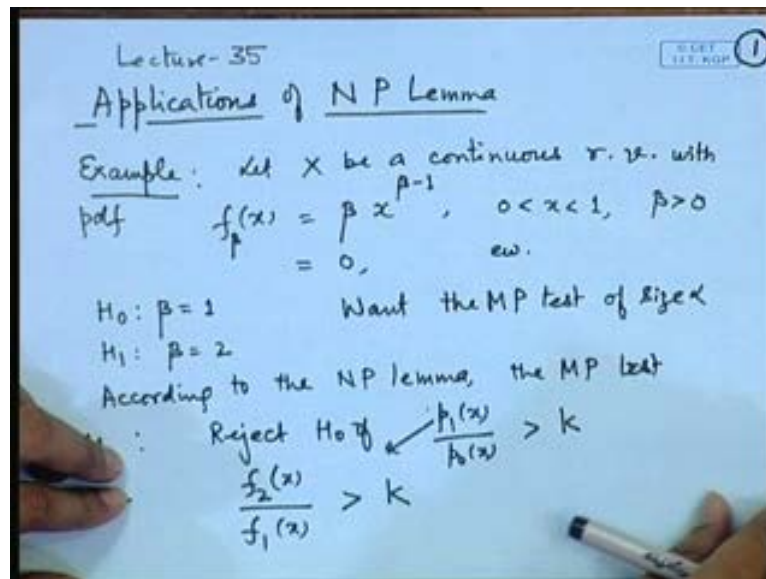 Lecture-35
© CET
I.I.T. KGP
1
Applications of N P Lemma
Example: Let X be a continuous r.v. with
pdf f_β(x) = β x^{β-1}, 0<x<1, β>0
= 0, ew.
H₀: β = 1 Want the MP test of size α
H₁: β = 2
According to the NP lemma, the MP test
: Reject H₀ if p₁(x)/p₀(x) > k
f₂(x)/f₁(x) > k